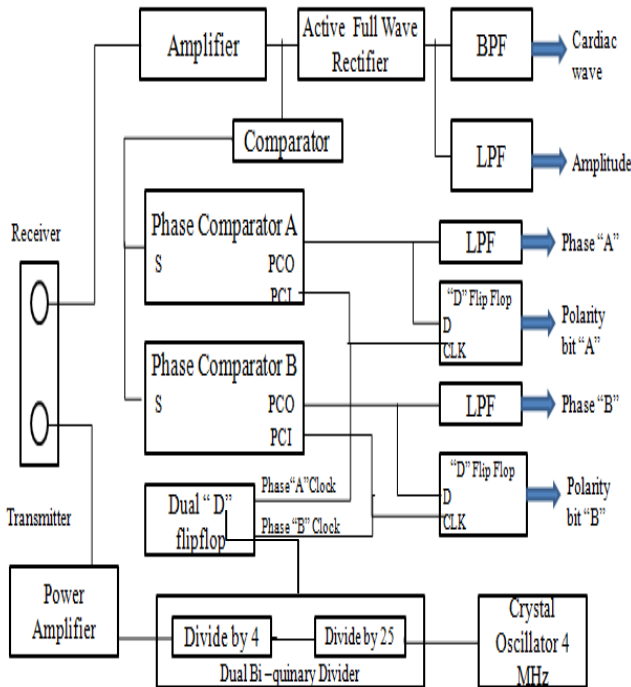 Amplifier
Active Full Wave
Rectifier
BPF
Cardiac
wave
Comparator
LPF
Amplitude
Receiver
Phase Comparator A
S
PCO
PCI
LPF
Phase “A”
“D” Flip Flop
D
CLK
Polarity
bit “A”
Phase Comparator B
S
PCO
PCI
LPF
Phase “B”
“D” Flip Flop
D
CLK
Polarity
bit “B”
Transmitter
Dual “ D”
flipflop
Phase“A”Clock
Phase “B” Clock
Power
Amplifier
Divide by 4
Divide by 25
Dual Bi –quinary Divider
Crystal
Oscillator 4
MHz